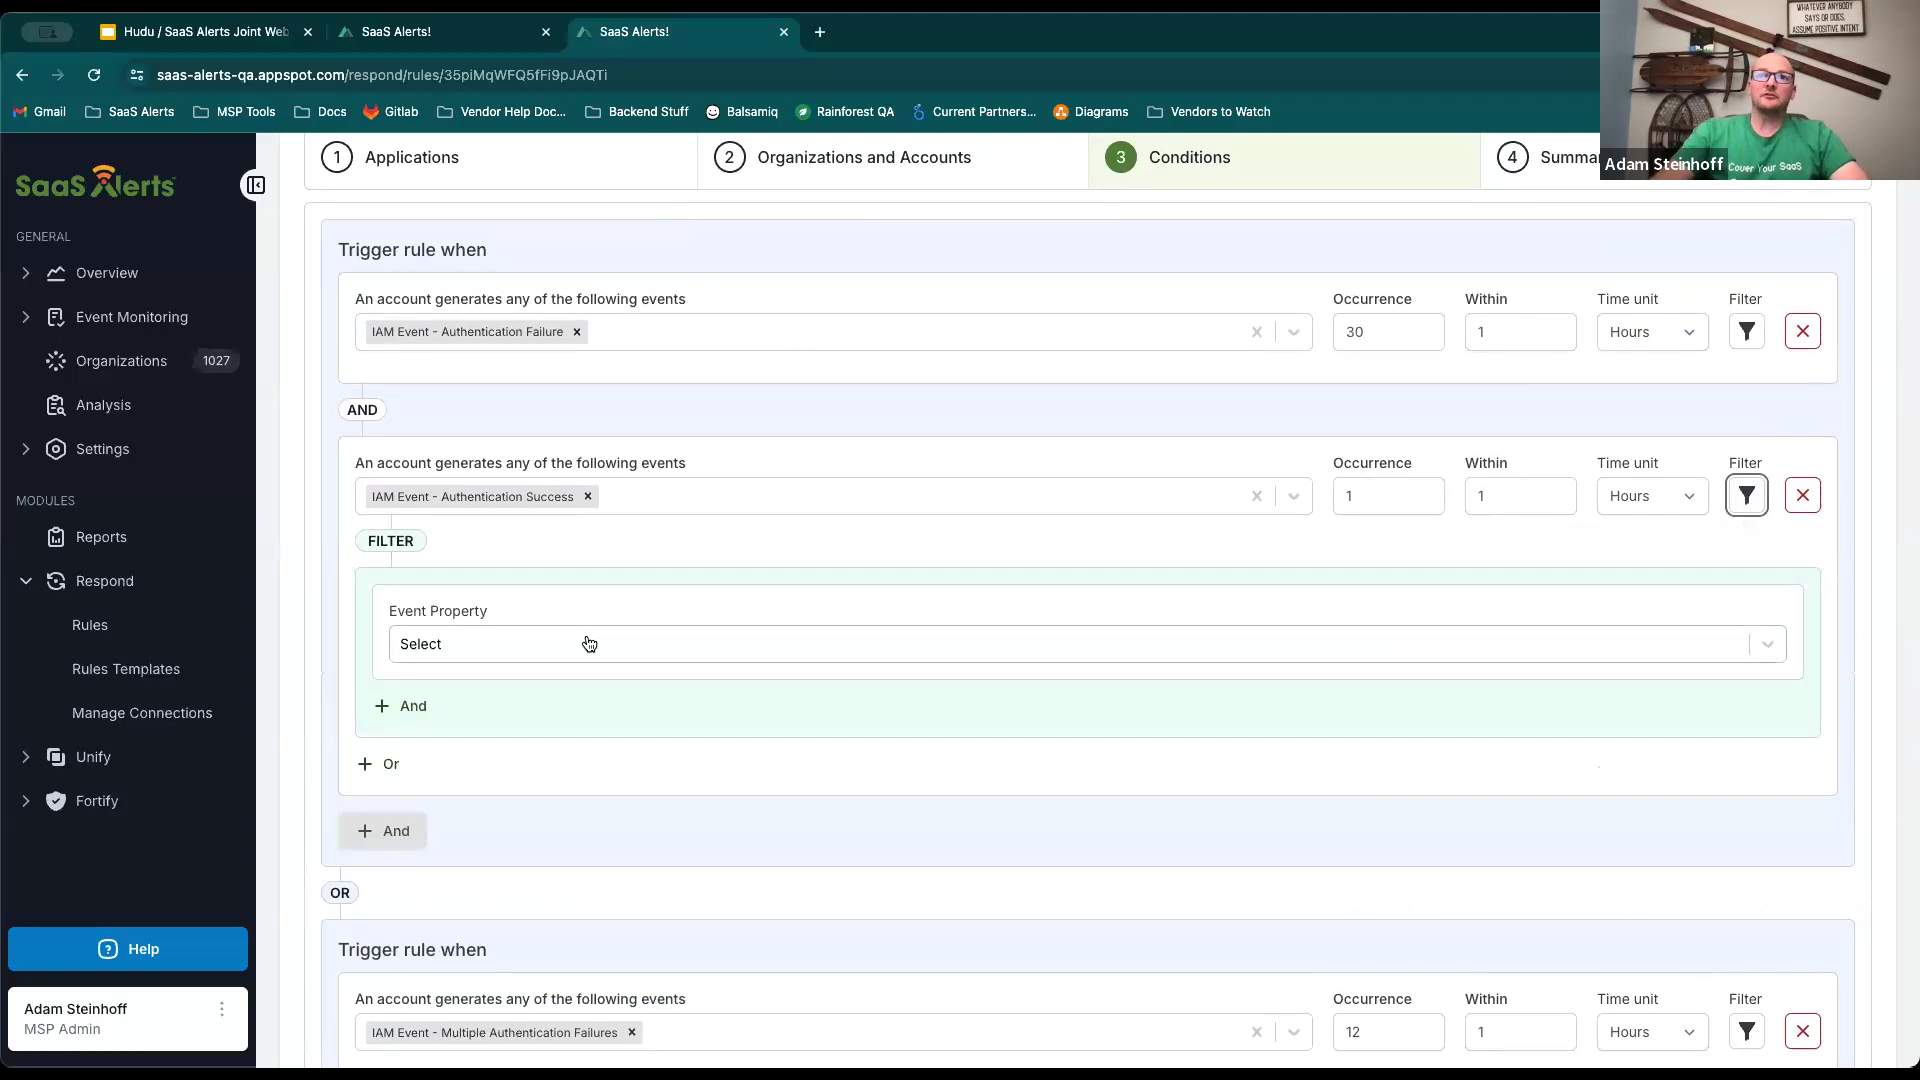 Hudu / SaaS Alerts Joint Web
SaaS Alerts!
SaaS Alerts!
saas-alerts-qa.appspot.com/respond/rules/35piMqWFQ5fFi9pJAQTi
Gmail
SaaS Alerts
MSP Tools
Docs
Gitlab
Vendor Help Doc...
Backend Stuff
Balsamiq
Rainforest QA
Current Partners...
Diagrams
Vendors to Watch
WHATEVER ANYBODY
SAYS OR DOES,
ASSUME POSITIVE INTENT
Cover Your SaaS
Adam Steinhoff
SaaS Alerts
GENERAL
Overview
Event Monitoring
Organizations 1027
Analysis
Settings
MODULES
Reports
Respond
Rules
Rules Templates
Manage Connections
Unify
Fortify
Help
Adam Steinhoff
MSP Admin
1 Applications
2 Organizations and Accounts
3 Conditions
4 Summa
Trigger rule when
An account generates any of the following events Occurrence Within Time unit Filter
IAM Event - Authentication Failure 30 1 Hours
AND
An account generates any of the following events Occurrence Within Time unit Filter
IAM Event - Authentication Success 1 1 Hours
FILTER
Event Property
Select
+ And
+ Or
+ And
OR
Trigger rule when
An account generates any of the following events Occurrence Within Time unit Filter
IAM Event - Multiple Authentication Failures 12 1 Hours